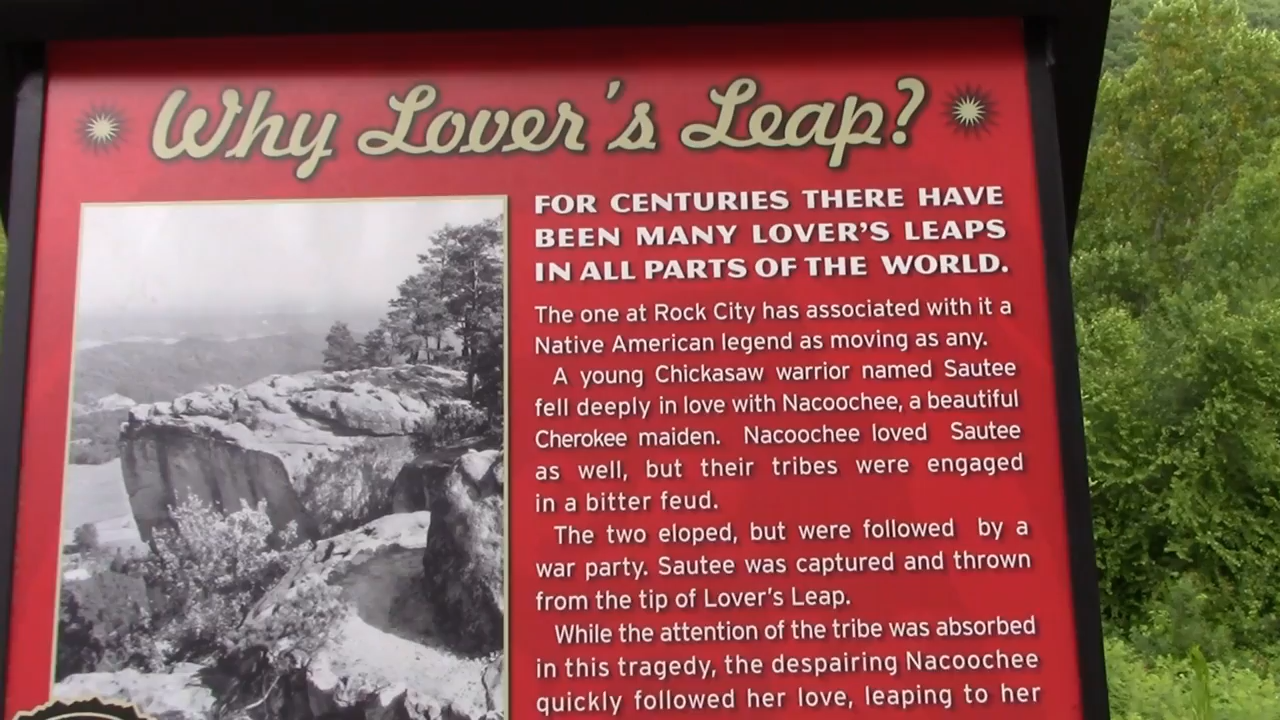 Why Lover's Leap?
FOR CENTURIES THERE HAVE
BEEN MANY LOVER'S LEAPS
IN ALL PARTS OF THE WORLD.
The one at Rock City has associated with it a
Native American legend as moving as any.
A young Chickasaw warrior named Sautee
fell deeply in love with Nacoochee, a beautiful
Cherokee maiden. Nacoochee loved Sautee
as well, but their tribes were engaged
in a bitter feud.
The two eloped, but were followed by a
war party. Sautee was captured and thrown
from the tip of Lover's Leap.
While the attention of the tribe was absorbed
in this tragedy, the despairing Nacoochee
quickly followed her love, leaping to her